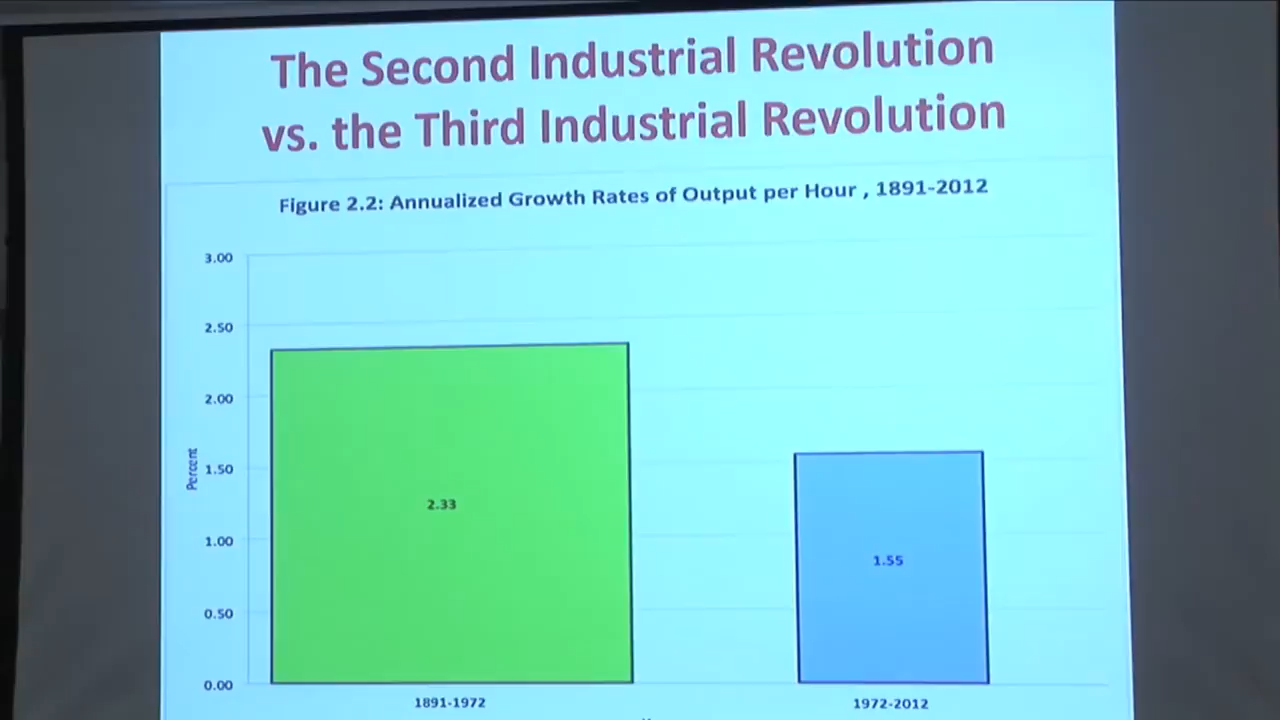 The Second Industrial Revolution
vs. the Third Industrial Revolution
Figure 2.2: Annualized Growth Rates of Output per Hour , 1891-2012
3.00
2.50
2.00
1.50
1.00
0.50
0.00
Percent
2.33
1.55
1891-1972
1972-2012